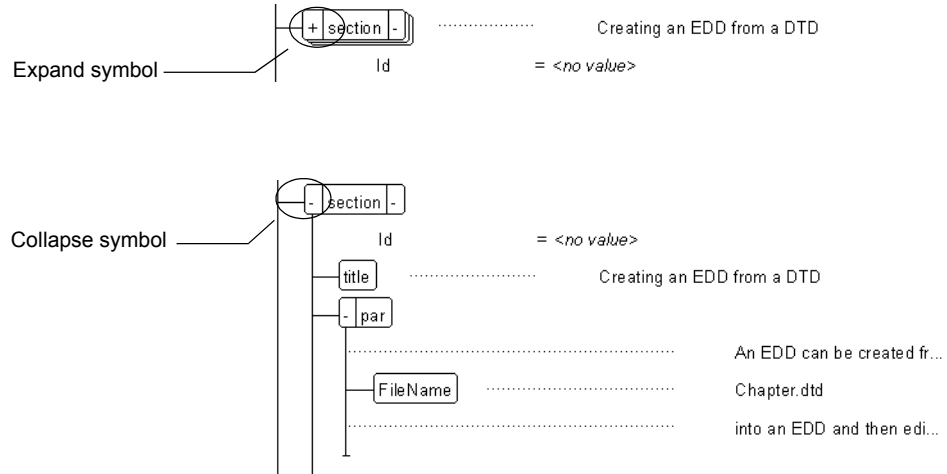 + section - Creating an EDD from a DTD
Expand symbol
Id = <no value>
- section -
Collapse symbol
Id = <no value>
title Creating an EDD from a DTD
- par
An EDD can be created fr...
FileName Chapter.dtd
into an EDD and then edi...